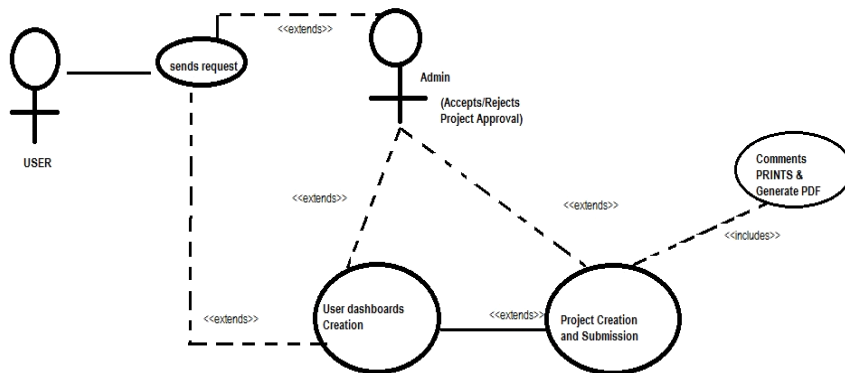 <<extends>>
sends request
Admin
(Accepts/Rejects
Project Approval)
USER
Comments
PRINTS &
Generate PDF
<<extends>>
<<extends>>
<<includes>>
User dashboards
Creation
<<extends>>
<<extends>>
Project Creation
and Submission